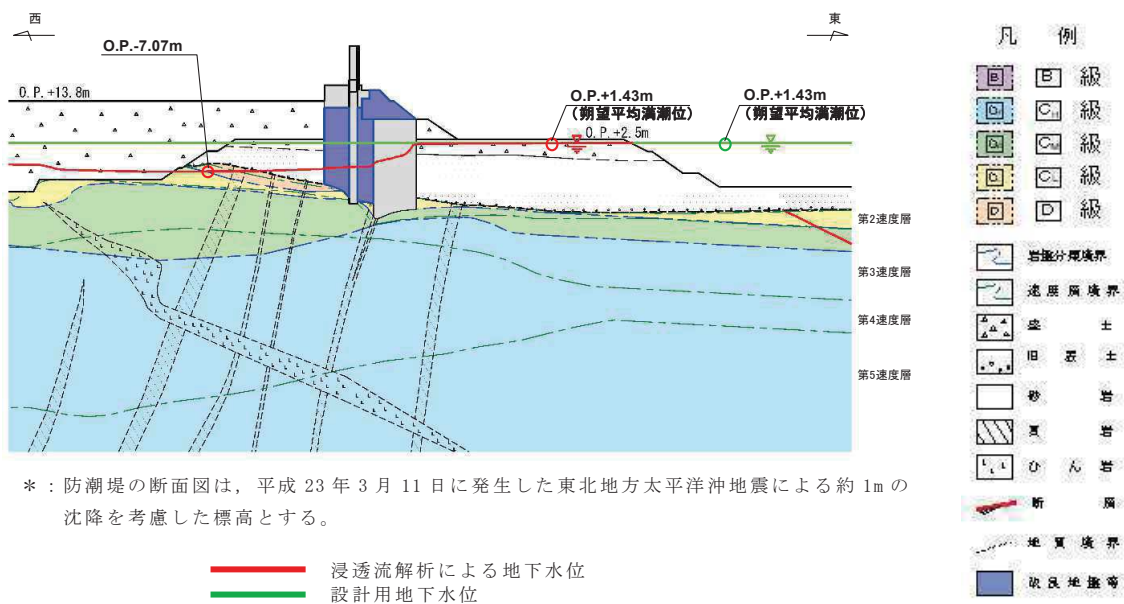 西
東
O.P.-7.07m
O.P.+13.8m
O.P.+1.43m
(朔望平均満潮位)
O.P.+1.43m
(朔望平均満潮位)
O.P.+2.5m
第2速度層
第3速度層
第4速度層
第5速度層
凡 例
B B 級
CH CH 級
CM CM 級
CL CL 級
D D 級
岩盤分類境界
速度層境界
盛土
旧表土
砂岩
頁岩
ひん岩
断層
地質境界
改良地盤等
*:防潮堤の断面図は,平成 23 年 3 月 11 日に発生した東北地方太平洋沖地震による約 1m の
沈降を考慮した標高とする。
浸透流解析による地下水位
設計用地下水位